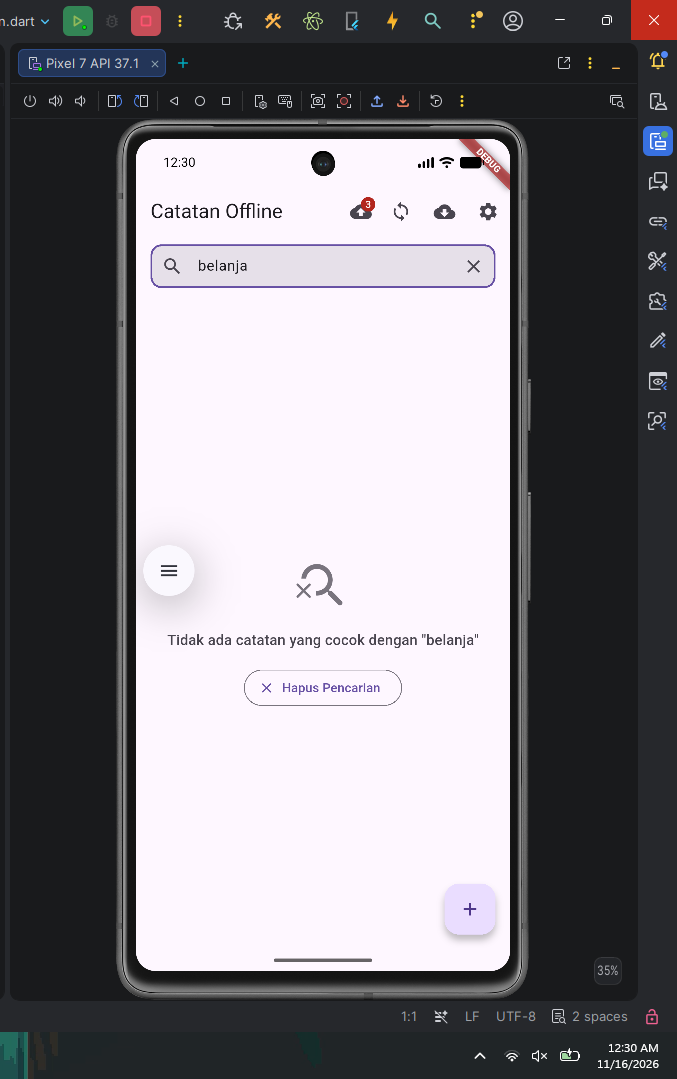 n.dart
Pixel 7 API 37.1
12:30
DEBUG
Catatan Offline
3
belanja
Tidak ada catatan yang cocok dengan "belanja"
Hapus Pencarian
+
35%
1:1
LF
UTF-8
2 spaces
12:30 AM
11/16/2026